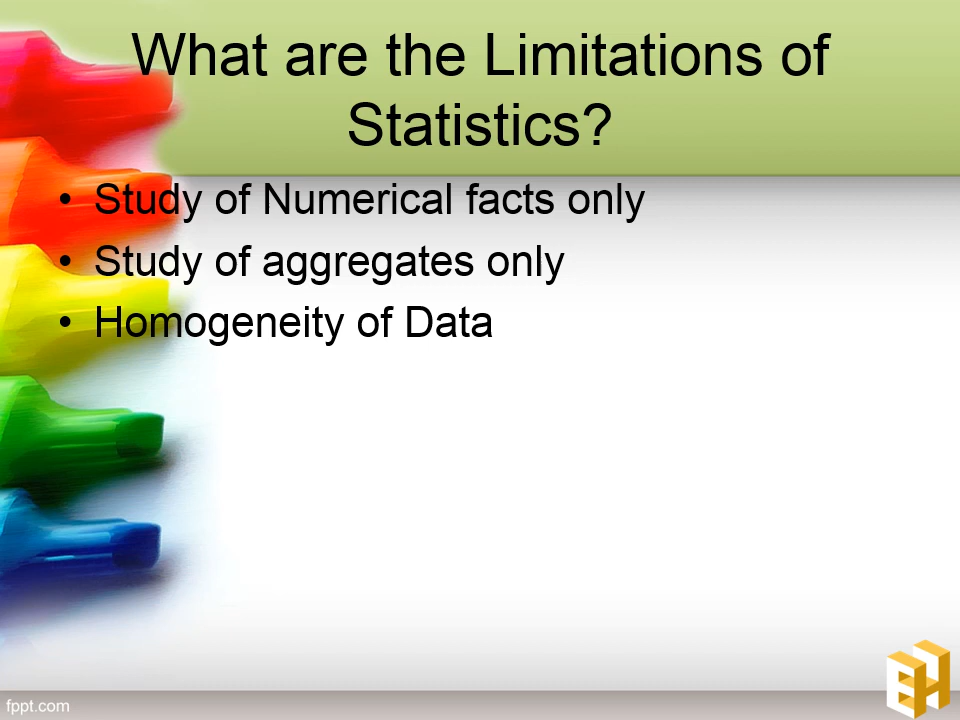 What are the Limitations of
Statistics?
• Study of Numerical facts only
• Study of aggregates only
• Homogeneity of Data
fppt.com
EH